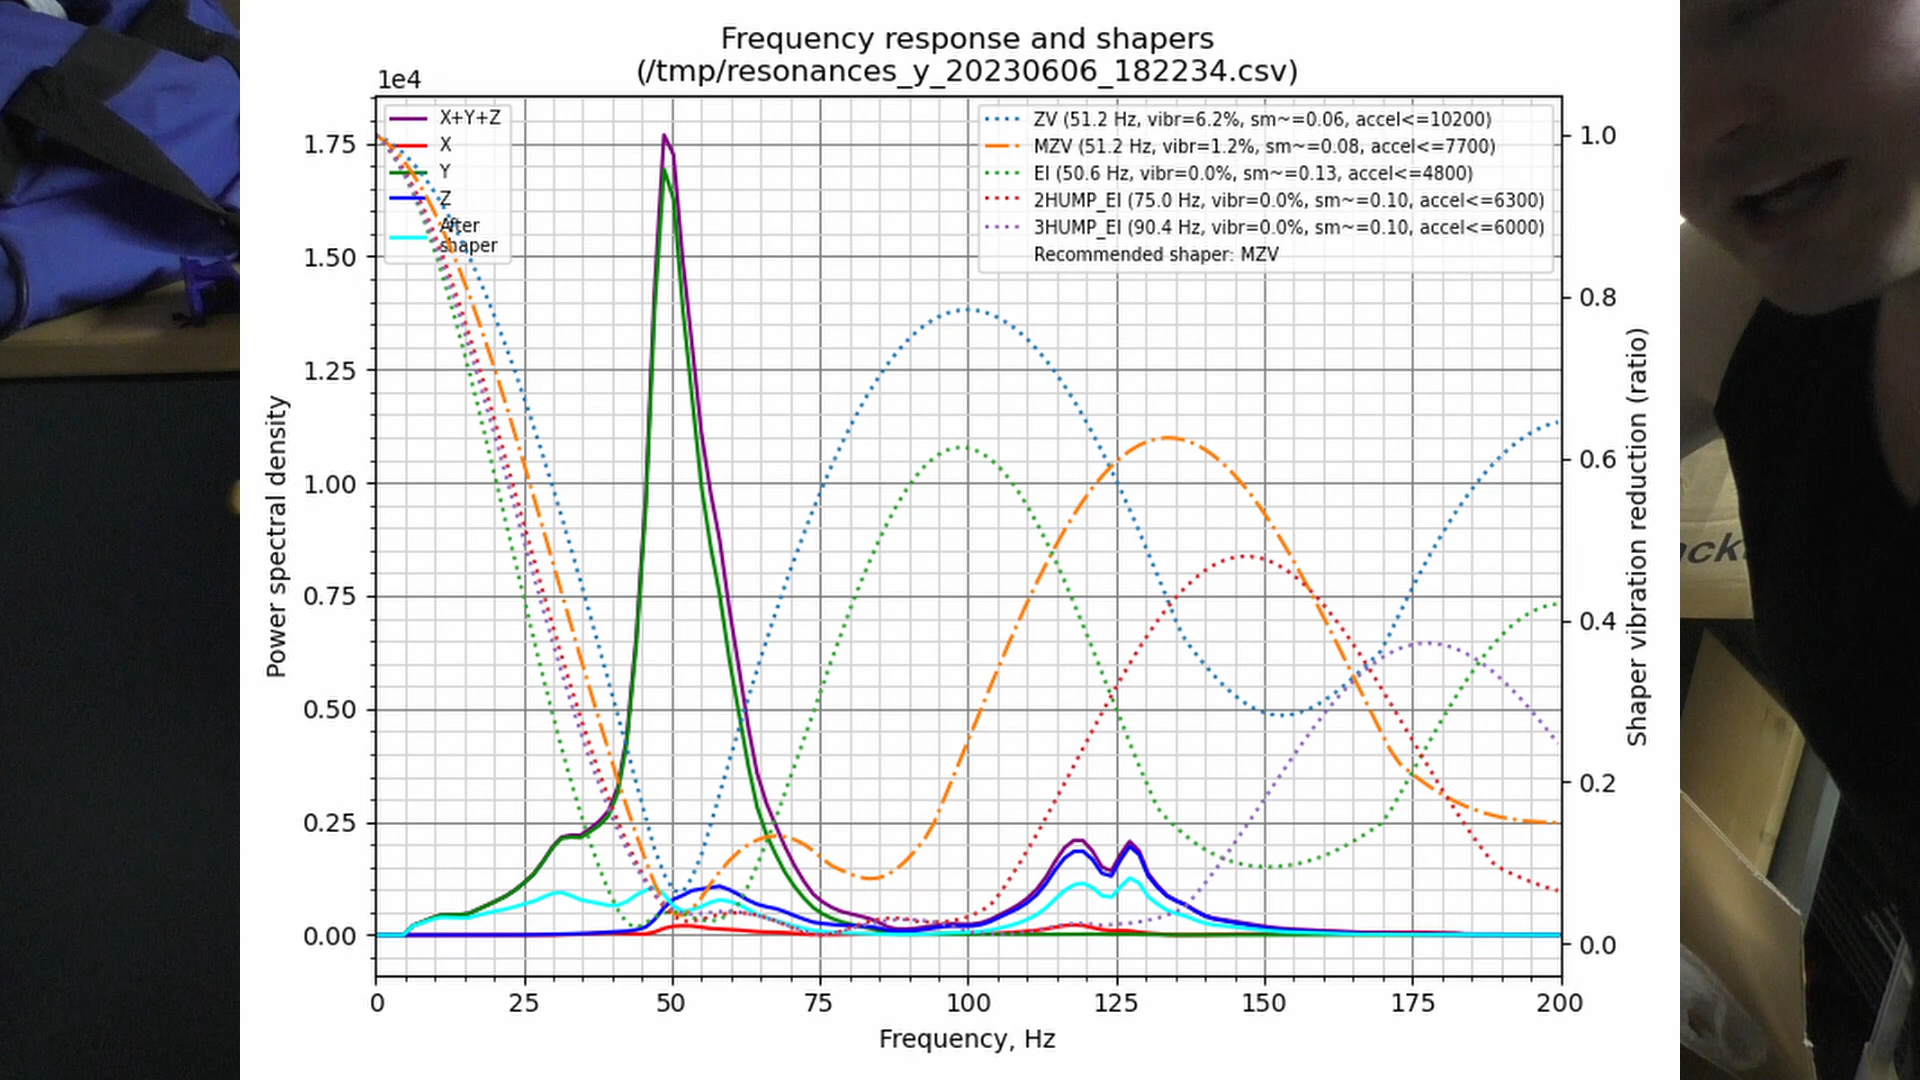 Frequency response and shapers
(/tmp/resonances_y_20230606_182234.csv)
1e4
X+Y+Z
X
Y
Z
After
shaper
ZV (51.2 Hz, vibr=6.2%, sm~=0.06, accel<=10200)
MZV (51.2 Hz, vibr=1.2%, sm~=0.08, accel<=7700)
EI (50.6 Hz, vibr=0.0%, sm~=0.13, accel<=4800)
2HUMP_EI (75.0 Hz, vibr=0.0%, sm~=0.10, accel<=6300)
3HUMP_EI (90.4 Hz, vibr=0.0%, sm~=0.10, accel<=6000)
Recommended shaper: MZV
Power spectral density
1.75
1.50
1.25
1.00
0.75
0.50
0.25
0.00
1.0
0.8
0.6
0.4
0.2
0.0
Shaper vibration reduction (ratio)
0
25
50
75
100
125
150
175
200
Frequency, Hz